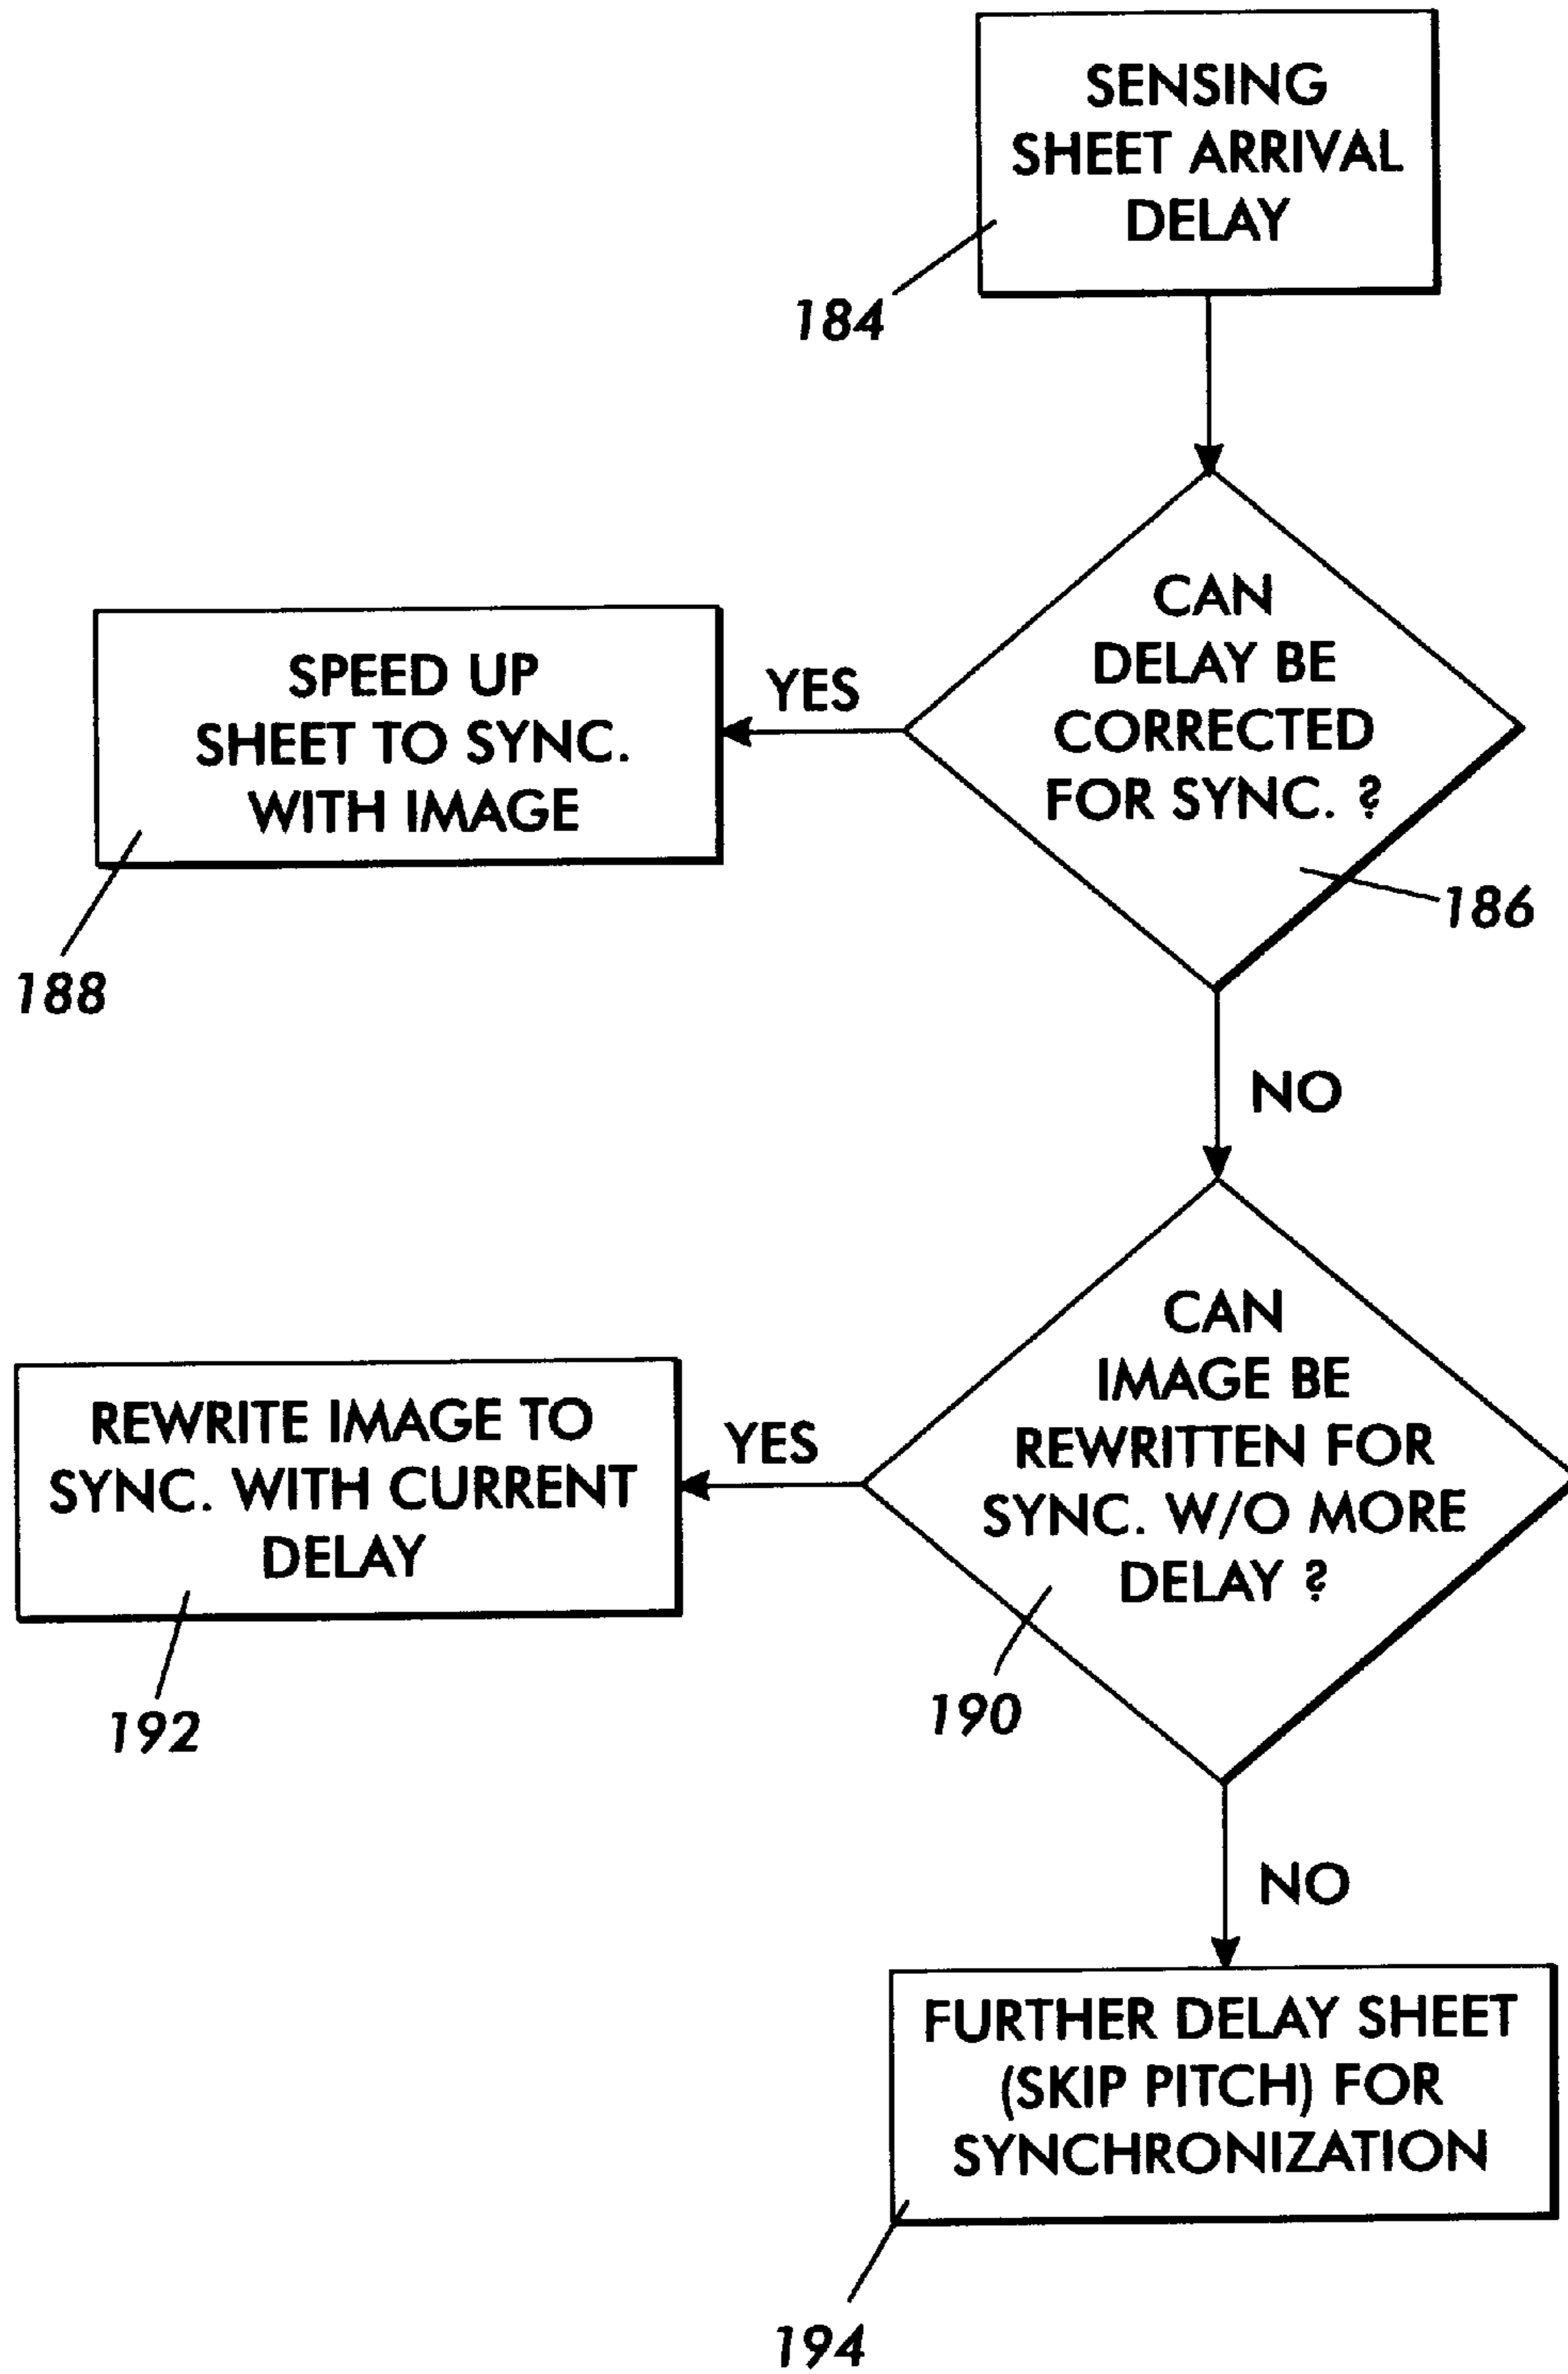 SENSING
SHEET ARRIVAL
DELAY
184
CAN
DELAY BE
CORRECTED
FOR SYNC. ?
186
YES
SPEED UP
SHEET TO SYNC.
WITH IMAGE
188
NO
CAN
IMAGE BE
REWRITTEN FOR
SYNC. W/O MORE
DELAY ?
190
YES
REWRITE IMAGE TO
SYNC. WITH CURRENT
DELAY
192
NO
FURTHER DELAY SHEET
(SKIP PITCH) FOR
SYNCHRONIZATION
194